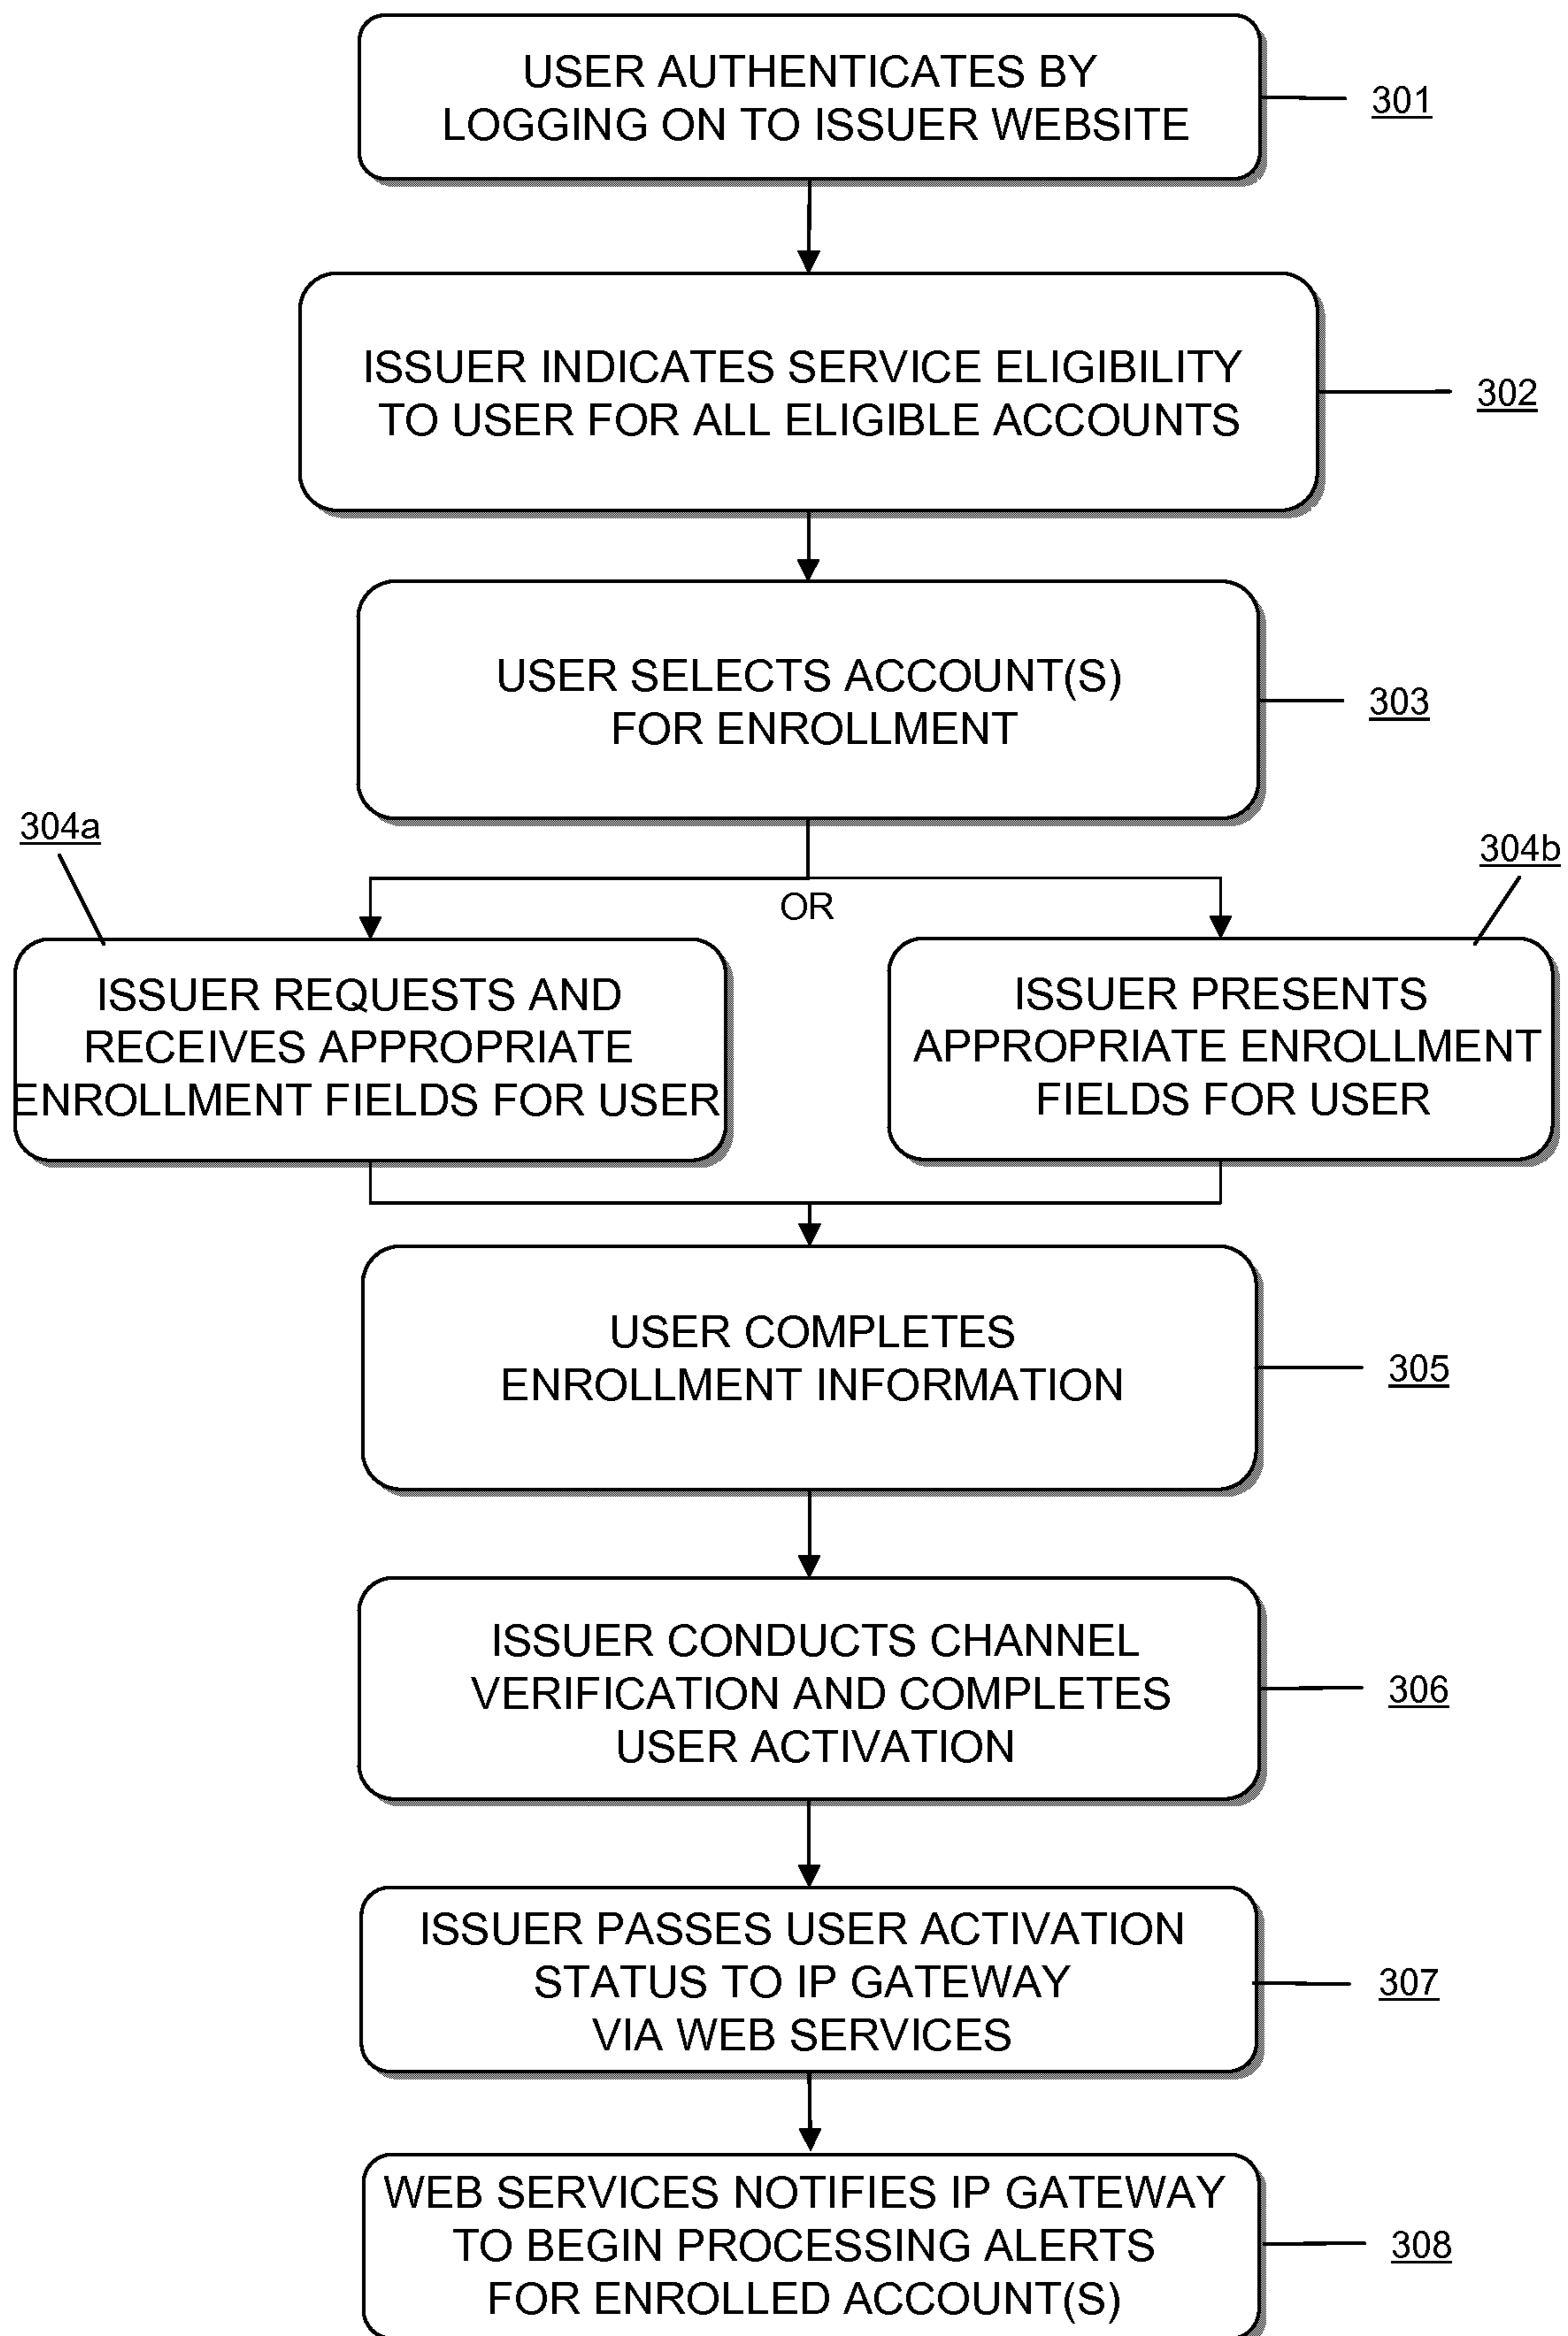 USER AUTHENTICATES BY
LOGGING ON TO ISSUER WEBSITE
301
ISSUER INDICATES SERVICE ELIGIBILITY
TO USER FOR ALL ELIGIBLE ACCOUNTS
302
USER SELECTS ACCOUNT(S)
FOR ENROLLMENT
303
304a
304b
OR
ISSUER REQUESTS AND
RECEIVES APPROPRIATE
ENROLLMENT FIELDS FOR USER
ISSUER PRESENTS
APPROPRIATE ENROLLMENT
FIELDS FOR USER
USER COMPLETES
ENROLLMENT INFORMATION
305
ISSUER CONDUCTS CHANNEL
VERIFICATION AND COMPLETES
USER ACTIVATION
306
ISSUER PASSES USER ACTIVATION
STATUS TO IP GATEWAY
VIA WEB SERVICES
307
WEB SERVICES NOTIFIES IP GATEWAY
TO BEGIN PROCESSING ALERTS
FOR ENROLLED ACCOUNT(S)
308